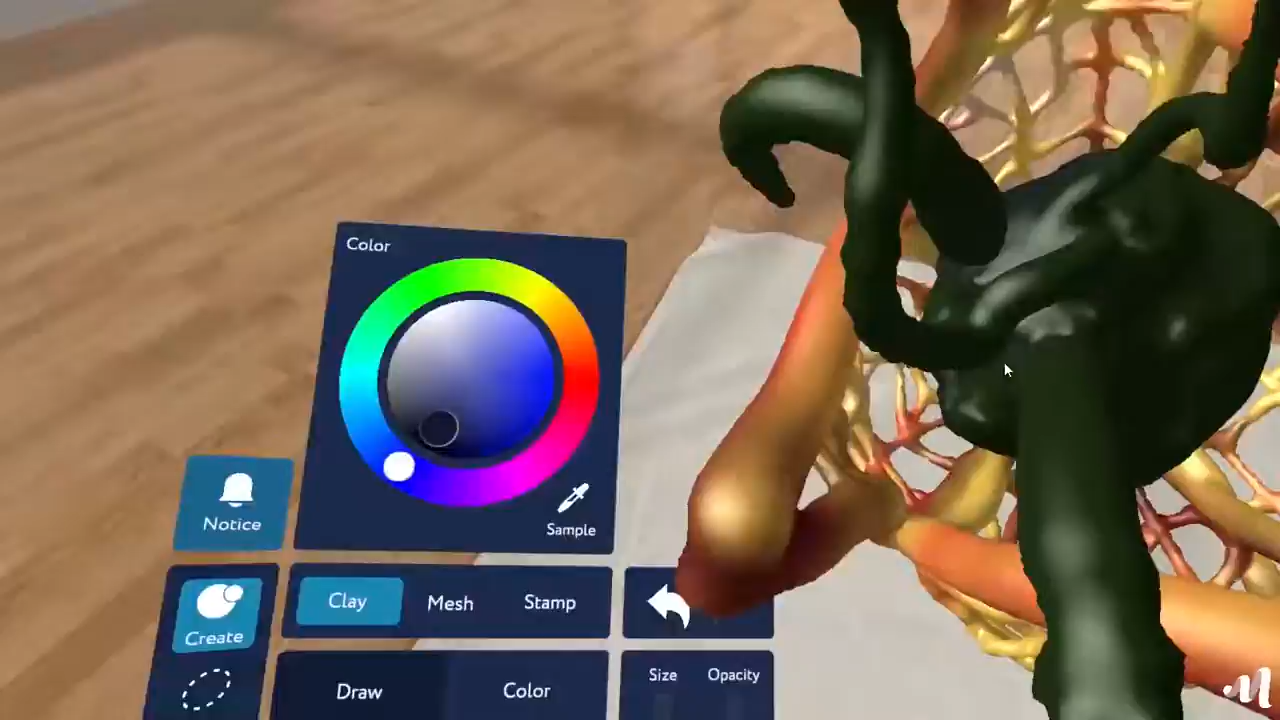 Color
Sample
Notice
Create
Clay
Mesh
Stamp
Draw
Color
Size
Opacity